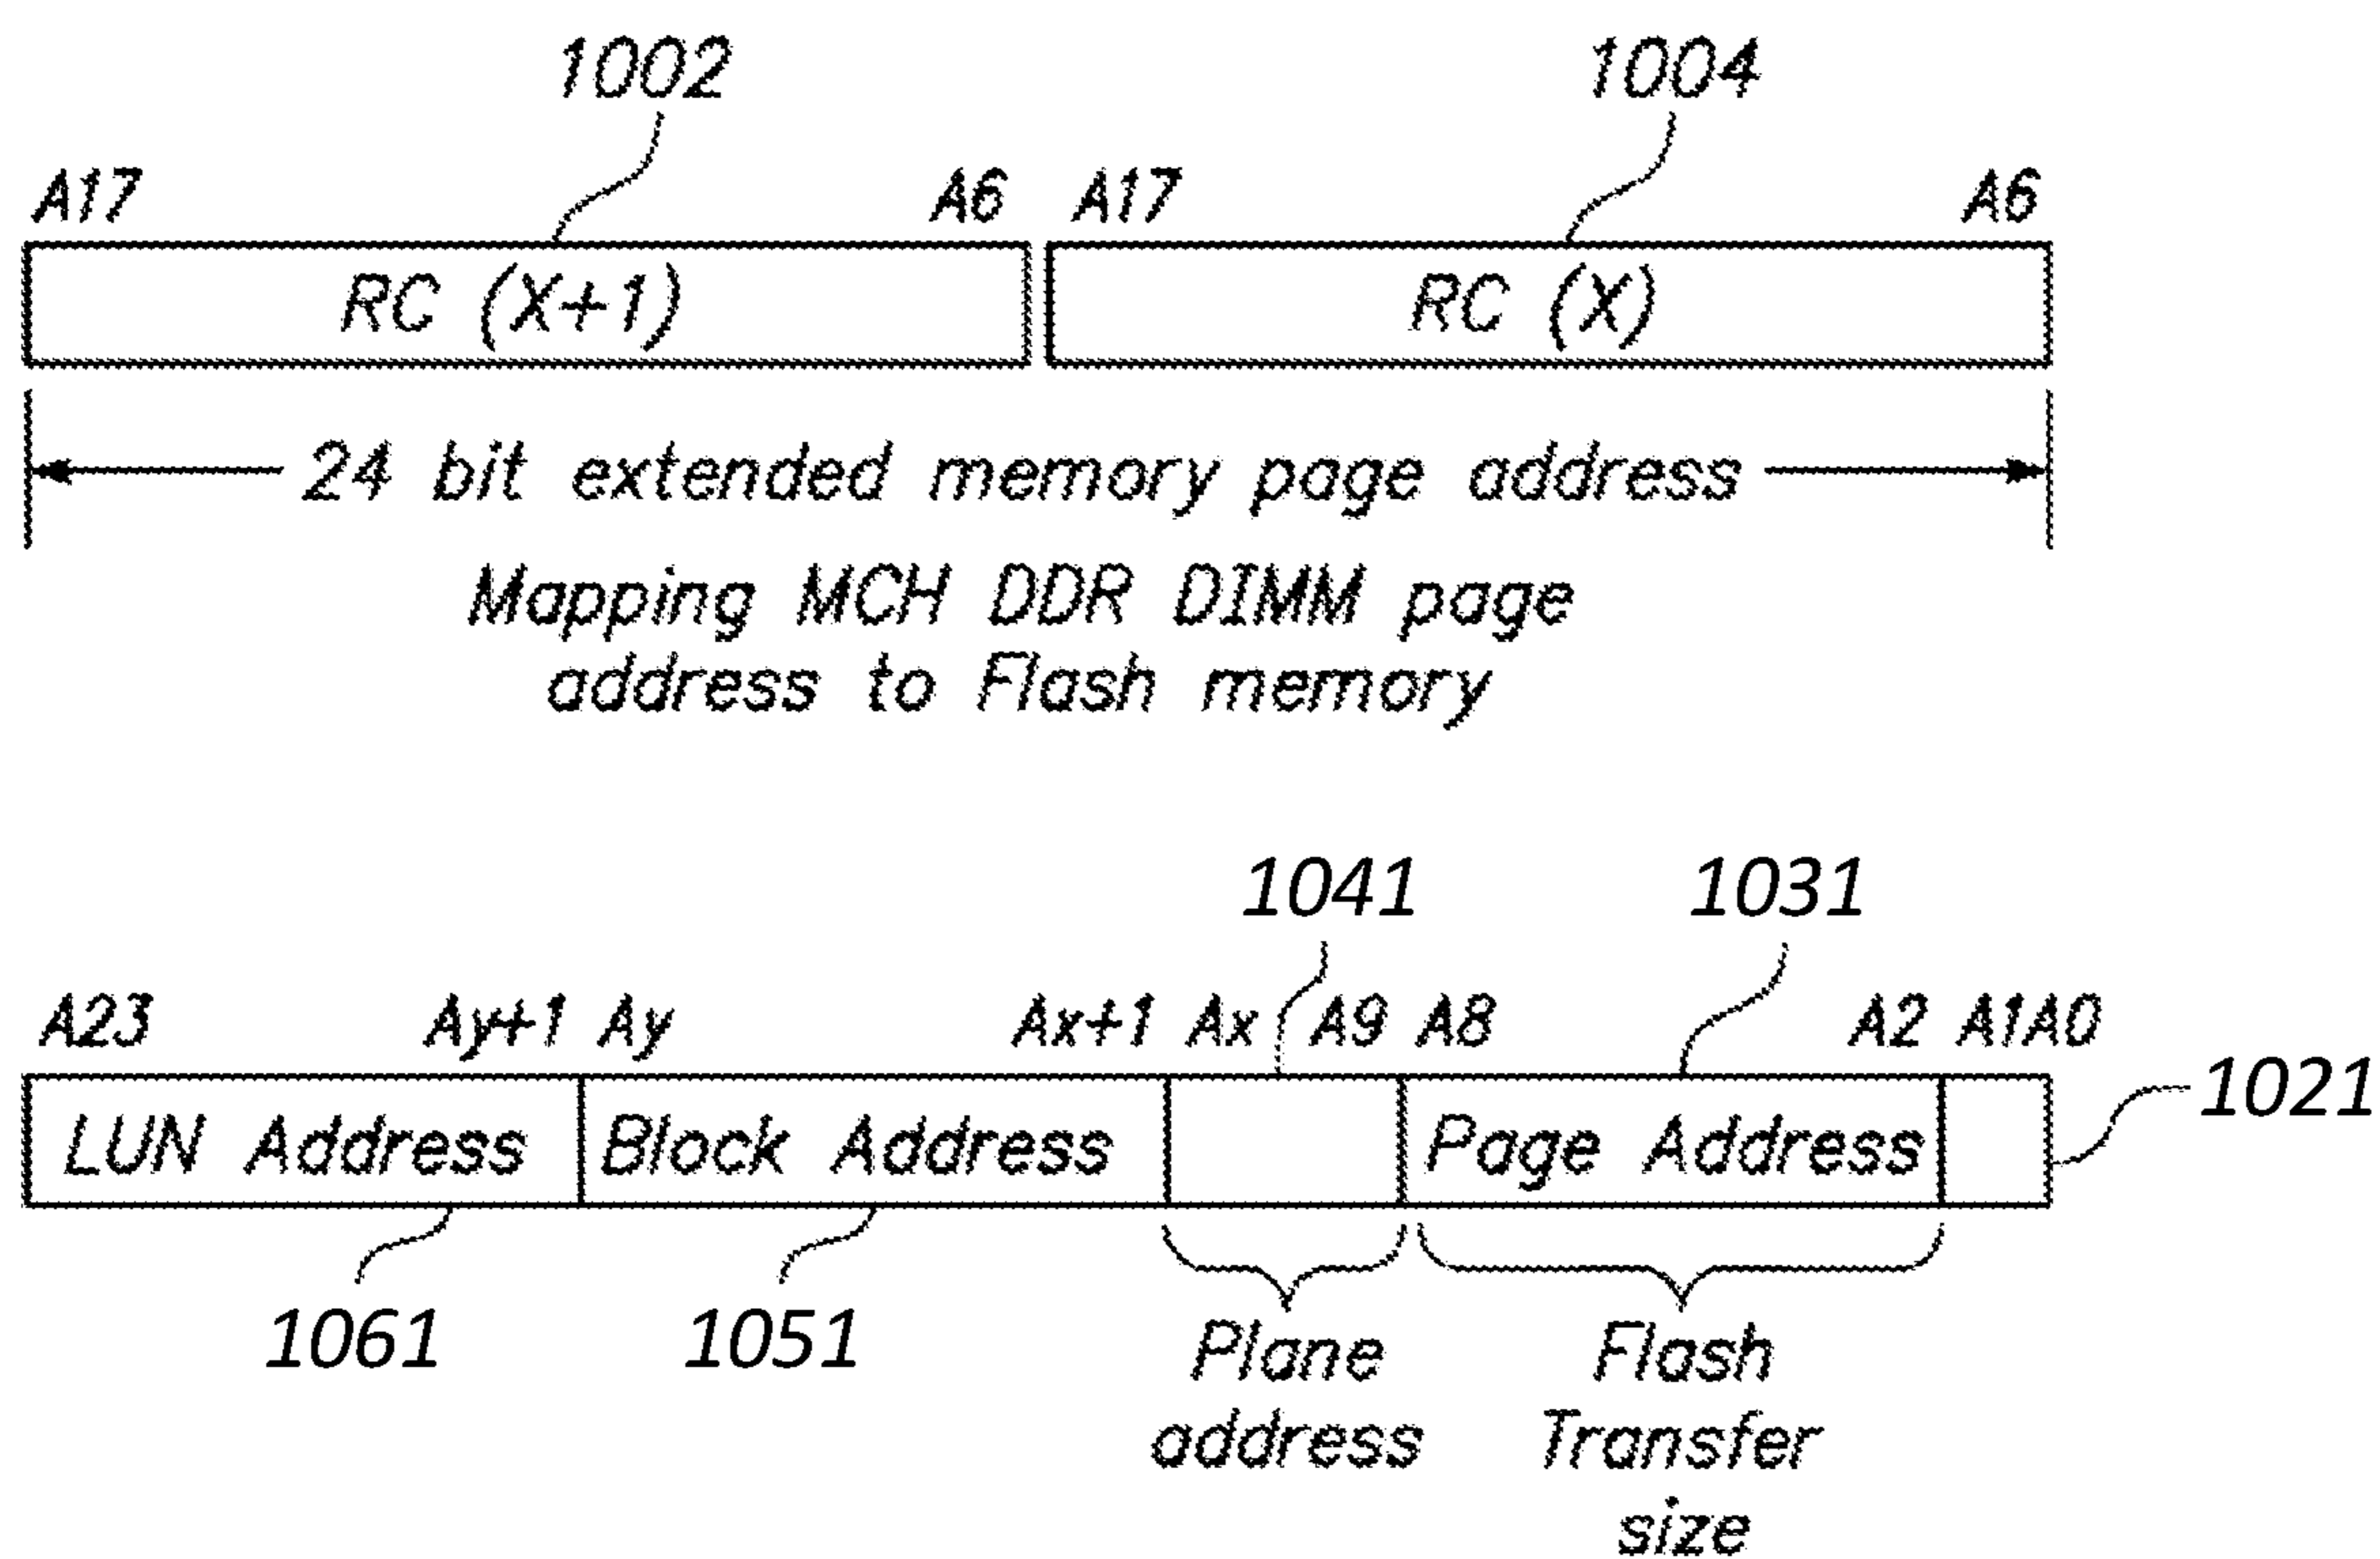 1002 1004
A17 A6 A17 A6
RC (X+1) RC (X)
24 bit extended memory page address
Mapping MCH DDR DIMM page
address to Flash memory
1041 1031
A23 Ay+1 Ay Ax+1 Ax A9 A8 A2 A1A0
1021
LUN Address Block Address Page Address
1061 1051
Plane Flash
address Transfer
size